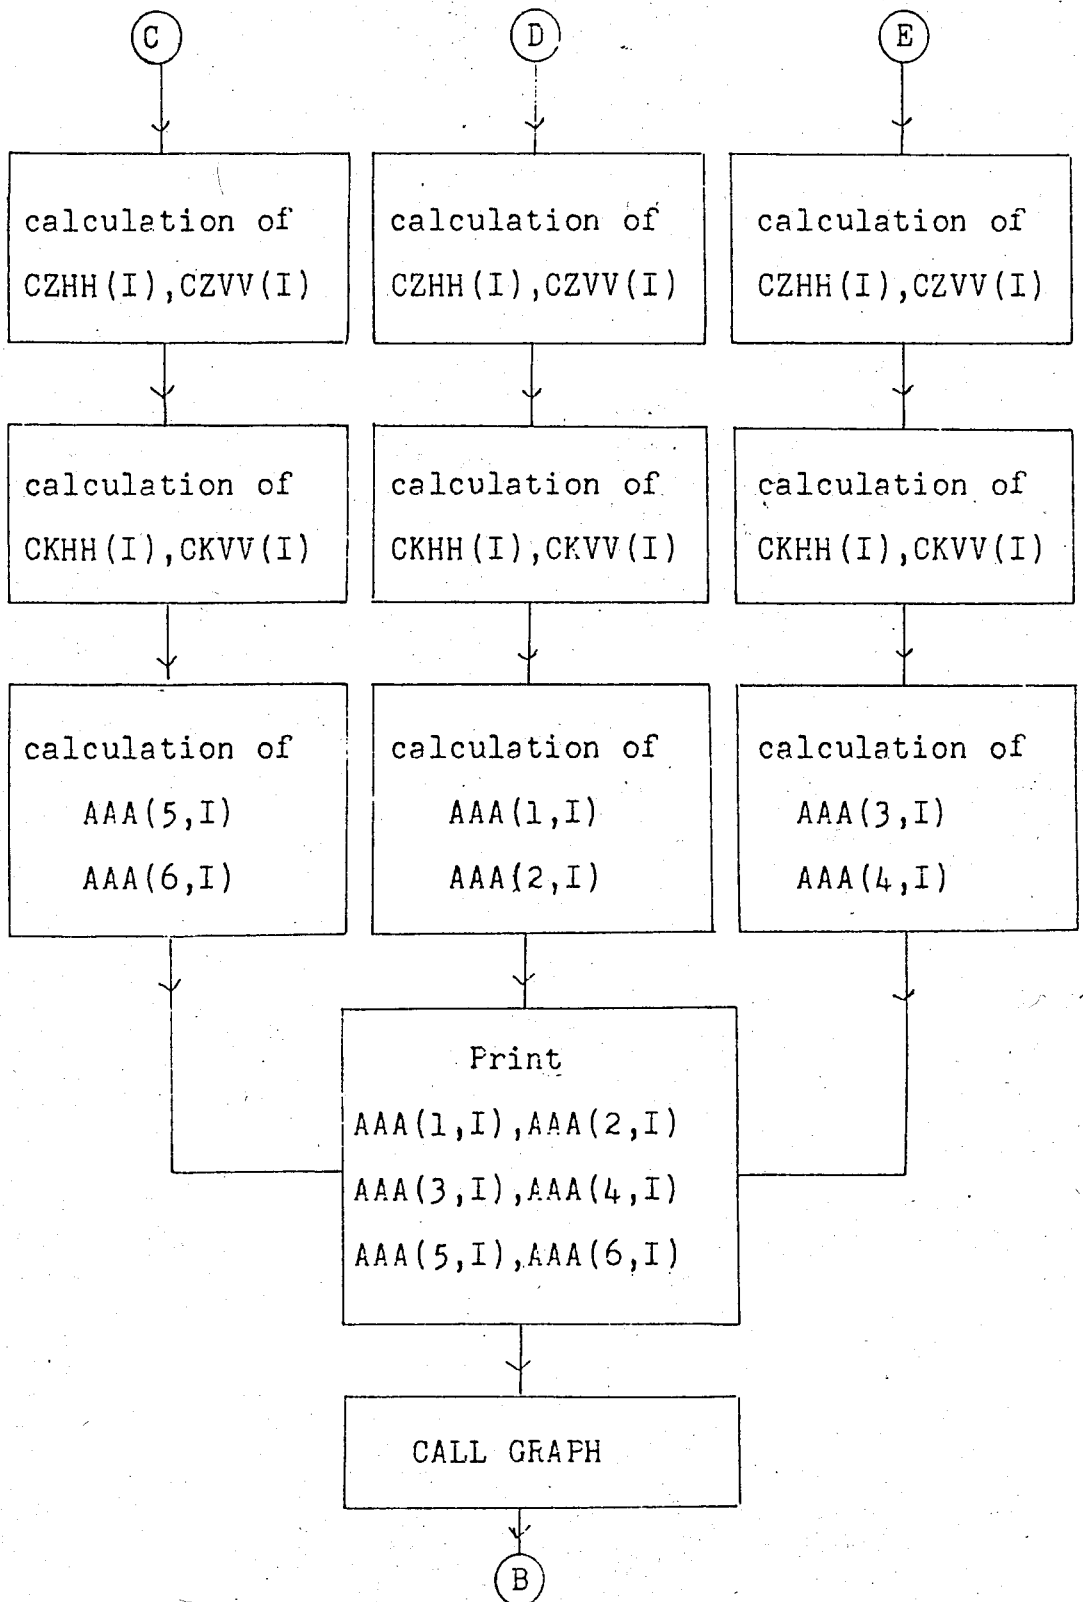 C
D
E
calculation of
CZHH(I),CZVV(I)
calculation of
CZHH(I),CZVV(I)
calculation of
CZHH(I),CZVV(I)
calculation of
CKHH(I),CKVV(I)
calculation of
CKHH(I),CKVV(I)
calculation of
CKHH(I),CKVV(I)
calculation of
AAA(5,I)
AAA(6,I)
calculation of
AAA(1,I)
AAA(2,I)
calculation of
AAA(3,I)
AAA(4,I)
Print
AAA(1,I),AAA(2,I)
AAA(3,I),AAA(4,I)
AAA(5,I),AAA(6,I)
CALL GRAPH
B